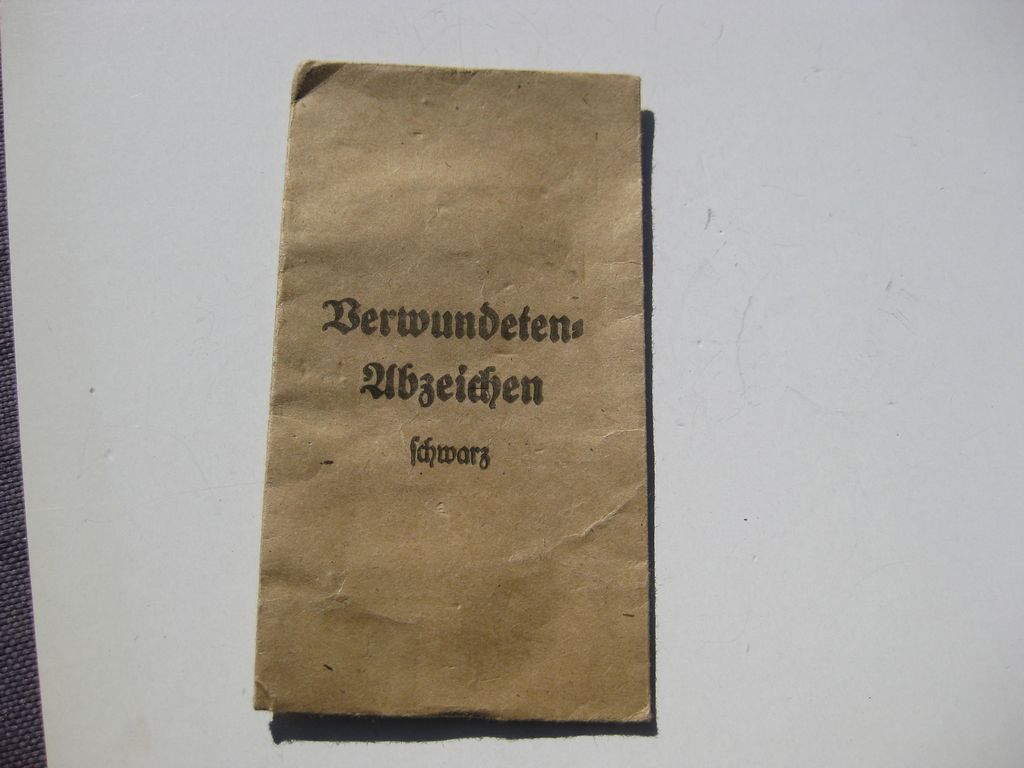 Verwundeten-
Abzeichen
ſchwarz